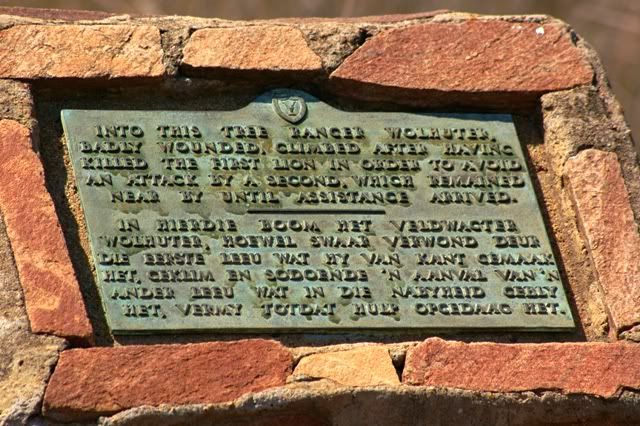 INTO THIS TREE RANGER WOLHUTER,
BADLY WOUNDED, CLIMBED AFTER HAVING
KILLED THE FIRST LION IN ORDER TO AVOID
AN ATTACK BY A SECOND, WHICH REMAINED
NEAR BY UNTIL ASSISTANCE ARRIVED.
IN HIERDIE BOOM HET VELDWACTER
WOLHUTER, HOEWEL SWAAR VERWOND DEUR
DIE EERSTE LEEU WAT HY VAN KANT GEMAAK
HET, GEKLIM EN SODOENDE 'N AANVAL VAN 'N
ANDER LEEU WAT IN DIE NABYHEID GEBLY
HET, VERMY TOTDAT HULP OPGEDAAG HET.